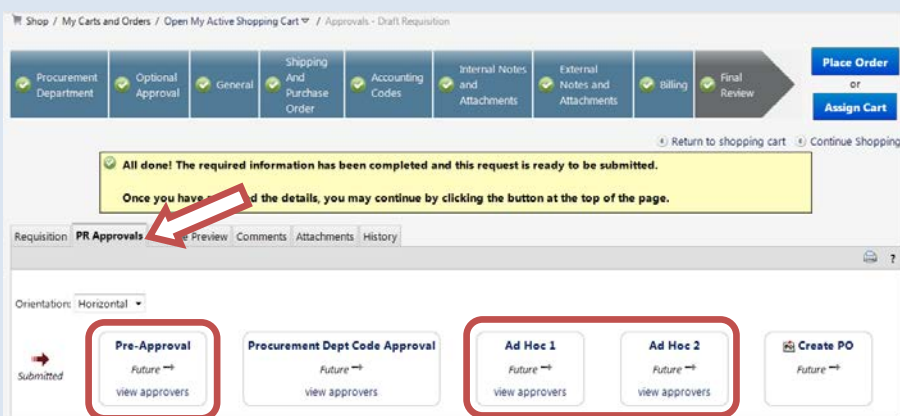 Shop / My Carts and Orders / Open My Active Shopping Cart / Approvals - Draft Requisition
Procurement Department
Optional Approval
General
Shipping And Purchase Order
Accounting Codes
Internal Notes and Attachments
External Notes and Attachments
Billing
Final Review
Place Order
or
Assign Cart
Return to shopping cart Continue Shopping
All done! The required information has been completed and this request is ready to be submitted.
Once you have the details, you may continue by clicking the button at the top of the page.
Requisition PR Approvals Preview Comments Attachments History
?
Orientation: Horizontal
Submitted
Pre-Approval
Future
view approvers
Procurement Dept Code Approval
Future
view approvers
Ad Hoc 1
Future
view approvers
Ad Hoc 2
Future
view approvers
Create PO
Future